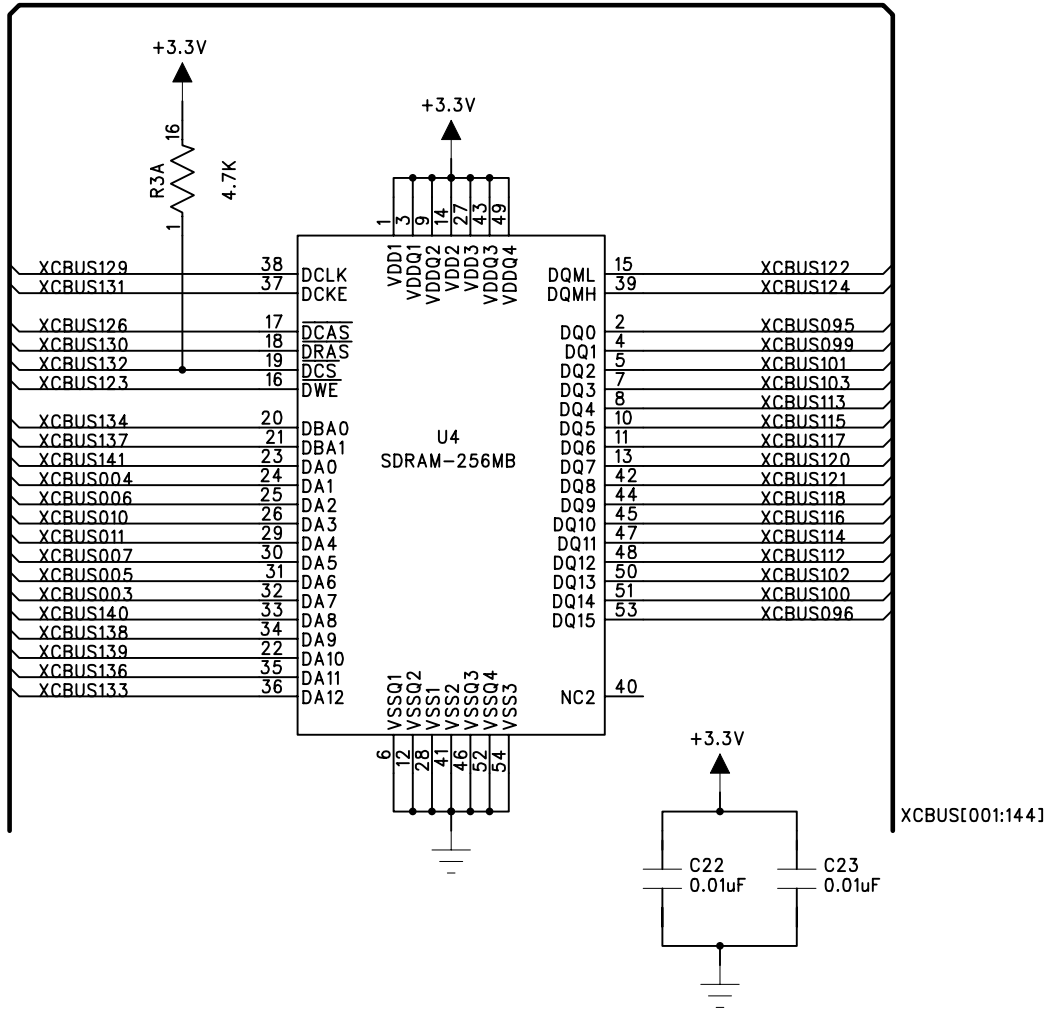 +3.3V
16
R3A
4.7K
1
+3.3V
1 3 9 14 27 43 49
VDD1 VDDQ1 VDDQ2 VDD2 VDD3 VDDQ3 VDDQ4
XCBUS129 38 DCLK DQML 15 XCBUS122
XCBUS131 37 DCKE DQMH 39 XCBUS124
XCBUS126 17 DCAS DQ0 2 XCBUS095
XCBUS130 18 DRAS DQ1 4 XCBUS099
XCBUS132 19 DCS DQ2 5 XCBUS101
XCBUS123 16 DWE DQ3 7 XCBUS103
DQ4 8 XCBUS113
XCBUS134 20 DBA0 DQ5 10 XCBUS115
XCBUS137 21 DBA1 DQ6 11 XCBUS117
XCBUS141 23 DA0 DQ7 13 XCBUS120
XCBUS004 24 DA1 DQ8 42 XCBUS121
XCBUS006 25 DA2 DQ9 44 XCBUS118
XCBUS010 26 DA3 DQ10 45 XCBUS116
XCBUS011 29 DA4 DQ11 47 XCBUS114
XCBUS007 30 DA5 DQ12 48 XCBUS112
XCBUS005 31 DA6 DQ13 50 XCBUS102
XCBUS003 32 DA7 DQ14 51 XCBUS100
XCBUS140 33 DA8 DQ15 53 XCBUS096
XCBUS138 34 DA9
XCBUS139 22 DA10
XCBUS136 35 DA11
XCBUS133 36 DA12 NC2 40
U4
SDRAM-256MB
VSSQ1 VSSQ2 VSS1 VSS2 VSSQ3 VSSQ4 VSS3
6 12 28 41 46 52 54
+3.3V
XCBUS[001:144]
C22
0.01uF
C23
0.01uF